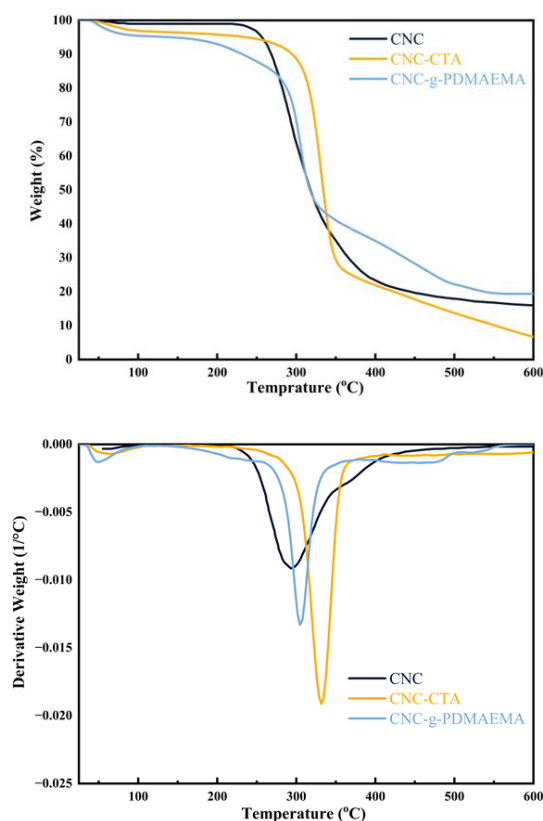 100
90
80
70
60
50
40
30
20
10
0
Weight (%)
CNC
CNC-CTA
CNC-g-PDMAEMA
100 200 300 400 500 600
Temprature (°C)
0.000
−0.005
−0.010
−0.015
−0.020
−0.025
Derivative Weight (1/°C)
CNC
CNC-CTA
CNC-g-PDMAEMA
100 200 300 400 500 600
Temperature (°C)